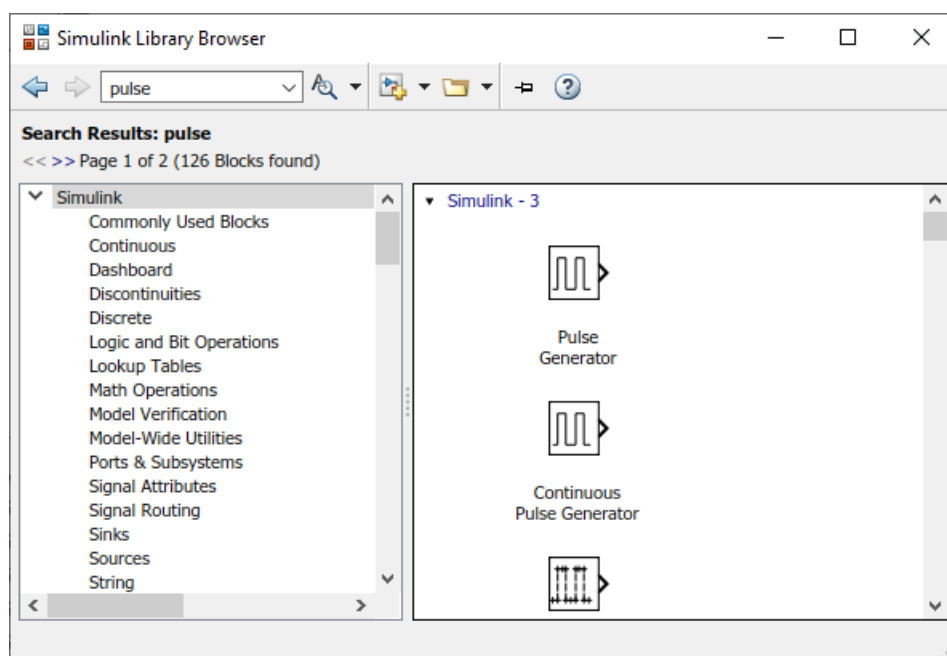 Simulink Library Browser
pulse
Search Results: pulse
<< >> Page 1 of 2 (126 Blocks found)
Simulink
Commonly Used Blocks
Continuous
Dashboard
Discontinuities
Discrete
Logic and Bit Operations
Lookup Tables
Math Operations
Model Verification
Model-Wide Utilities
Ports & Subsystems
Signal Attributes
Signal Routing
Sinks
Sources
String
Simulink - 3
Pulse
Generator
Continuous
Pulse Generator